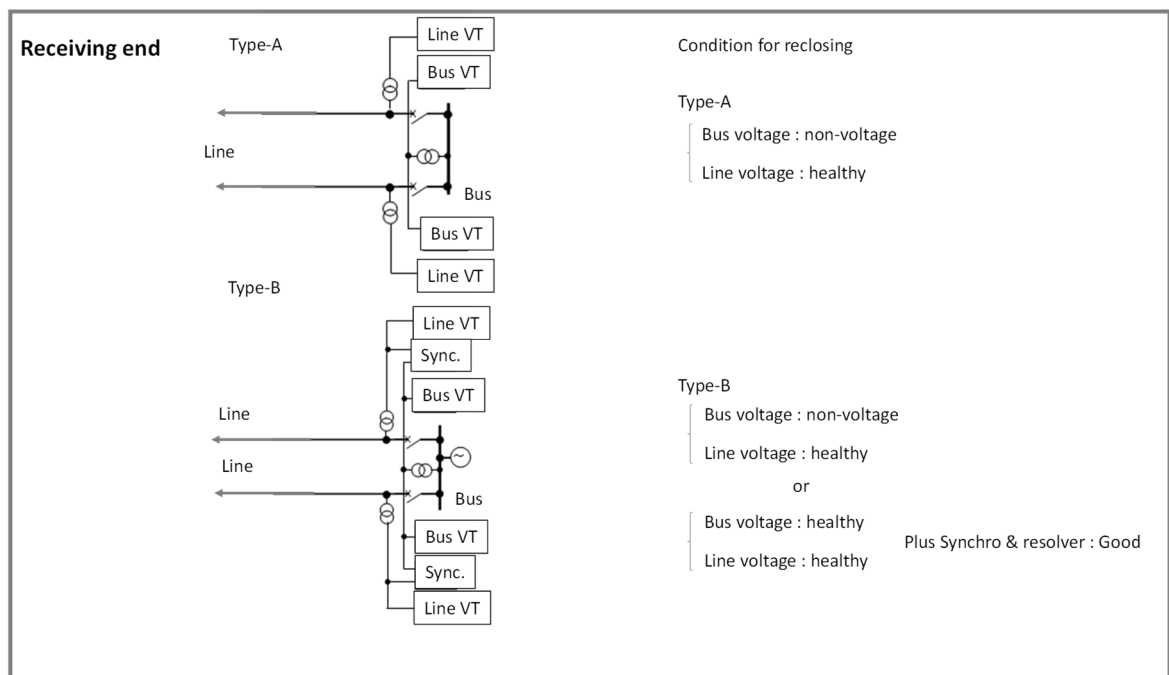 Receiving end
Type-A
Line VT
Bus VT
Line
Bus
Bus VT
Line VT
Type-B
Line VT
Sync.
Bus VT
Line
Line
Bus
Bus VT
Sync.
Line VT
Condition for reclosing
Type-A
Bus voltage : non-voltage
Line voltage : healthy
Type-B
Bus voltage : non-voltage
Line voltage : healthy
or
Bus voltage : healthy
Line voltage : healthy
Plus Synchro & resolver : Good